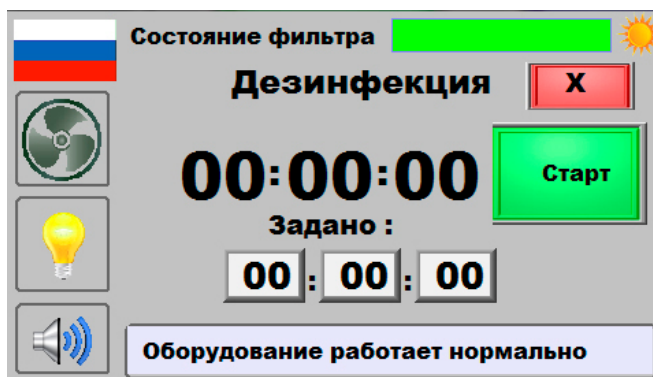 Состояние фильтра
Дезинфекция
X
00:00:00
Старт
Задано :
00 : 00 : 00
Оборудование работает нормально